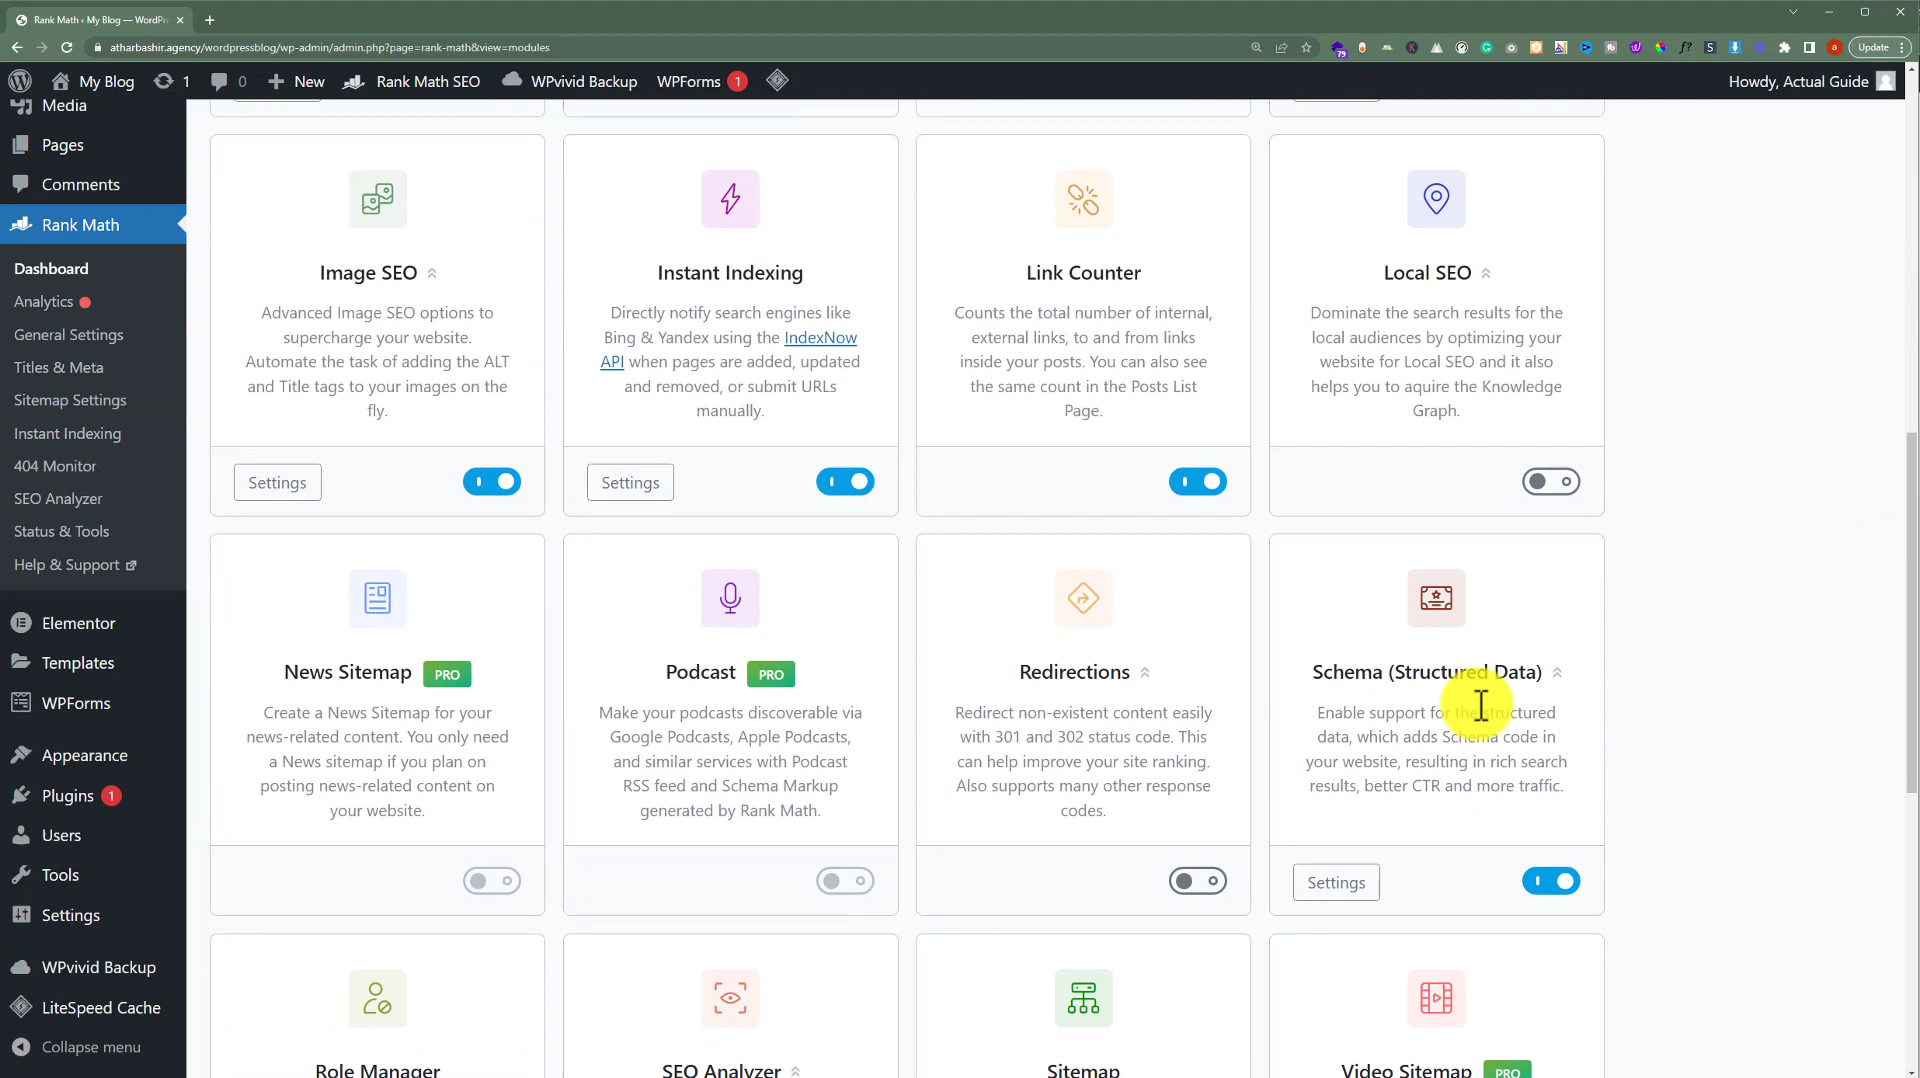 Rank Math ‹ My Blog — WordPr
atharbashir.agency/wordpressblog/wp-admin/admin.php?page=rank-math&view=modules
79
a
Update
My Blog
1
0
New
Rank Math SEO
WPvivid Backup
WPForms 1
Howdy, Actual Guide
Media
Pages
Comments
Rank Math
Dashboard
Analytics
General Settings
Titles & Meta
Sitemap Settings
Instant Indexing
404 Monitor
SEO Analyzer
Status & Tools
Help & Support
Elementor
Templates
WPForms
Appearance
Plugins 1
Users
Tools
Settings
WPvivid Backup
LiteSpeed Cache
Collapse menu
Image SEO
Advanced Image SEO options to
supercharge your website.
Automate the task of adding the ALT
and Title tags to your images on the
fly.
Settings
Instant Indexing
Directly notify search engines like
Bing & Yandex using the IndexNow
API when pages are added, updated
and removed, or submit URLs
manually.
Settings
Link Counter
Counts the total number of internal,
external links, to and from links
inside your posts. You can also see
the same count in the Posts List
Page.
Local SEO
Dominate the search results for the
local audiences by optimizing your
website for Local SEO and it also
helps you to aquire the Knowledge
Graph.
News Sitemap PRO
Create a News Sitemap for your
news-related content. You only need
a News sitemap if you plan on
posting news-related content on
your website.
Podcast PRO
Make your podcasts discoverable via
Google Podcasts, Apple Podcasts,
and similar services with Podcast
RSS feed and Schema Markup
generated by Rank Math.
Redirections
Redirect non-existent content easily
with 301 and 302 status code. This
can help improve your site ranking.
Also supports many other response
codes.
Schema (Structured Data)
Enable support for the structured
data, which adds Schema code in
your website, resulting in rich search
results, better CTR and more traffic.
Settings
Role Manager
SEO Analyzer
Sitemap
Video Sitemap PRO